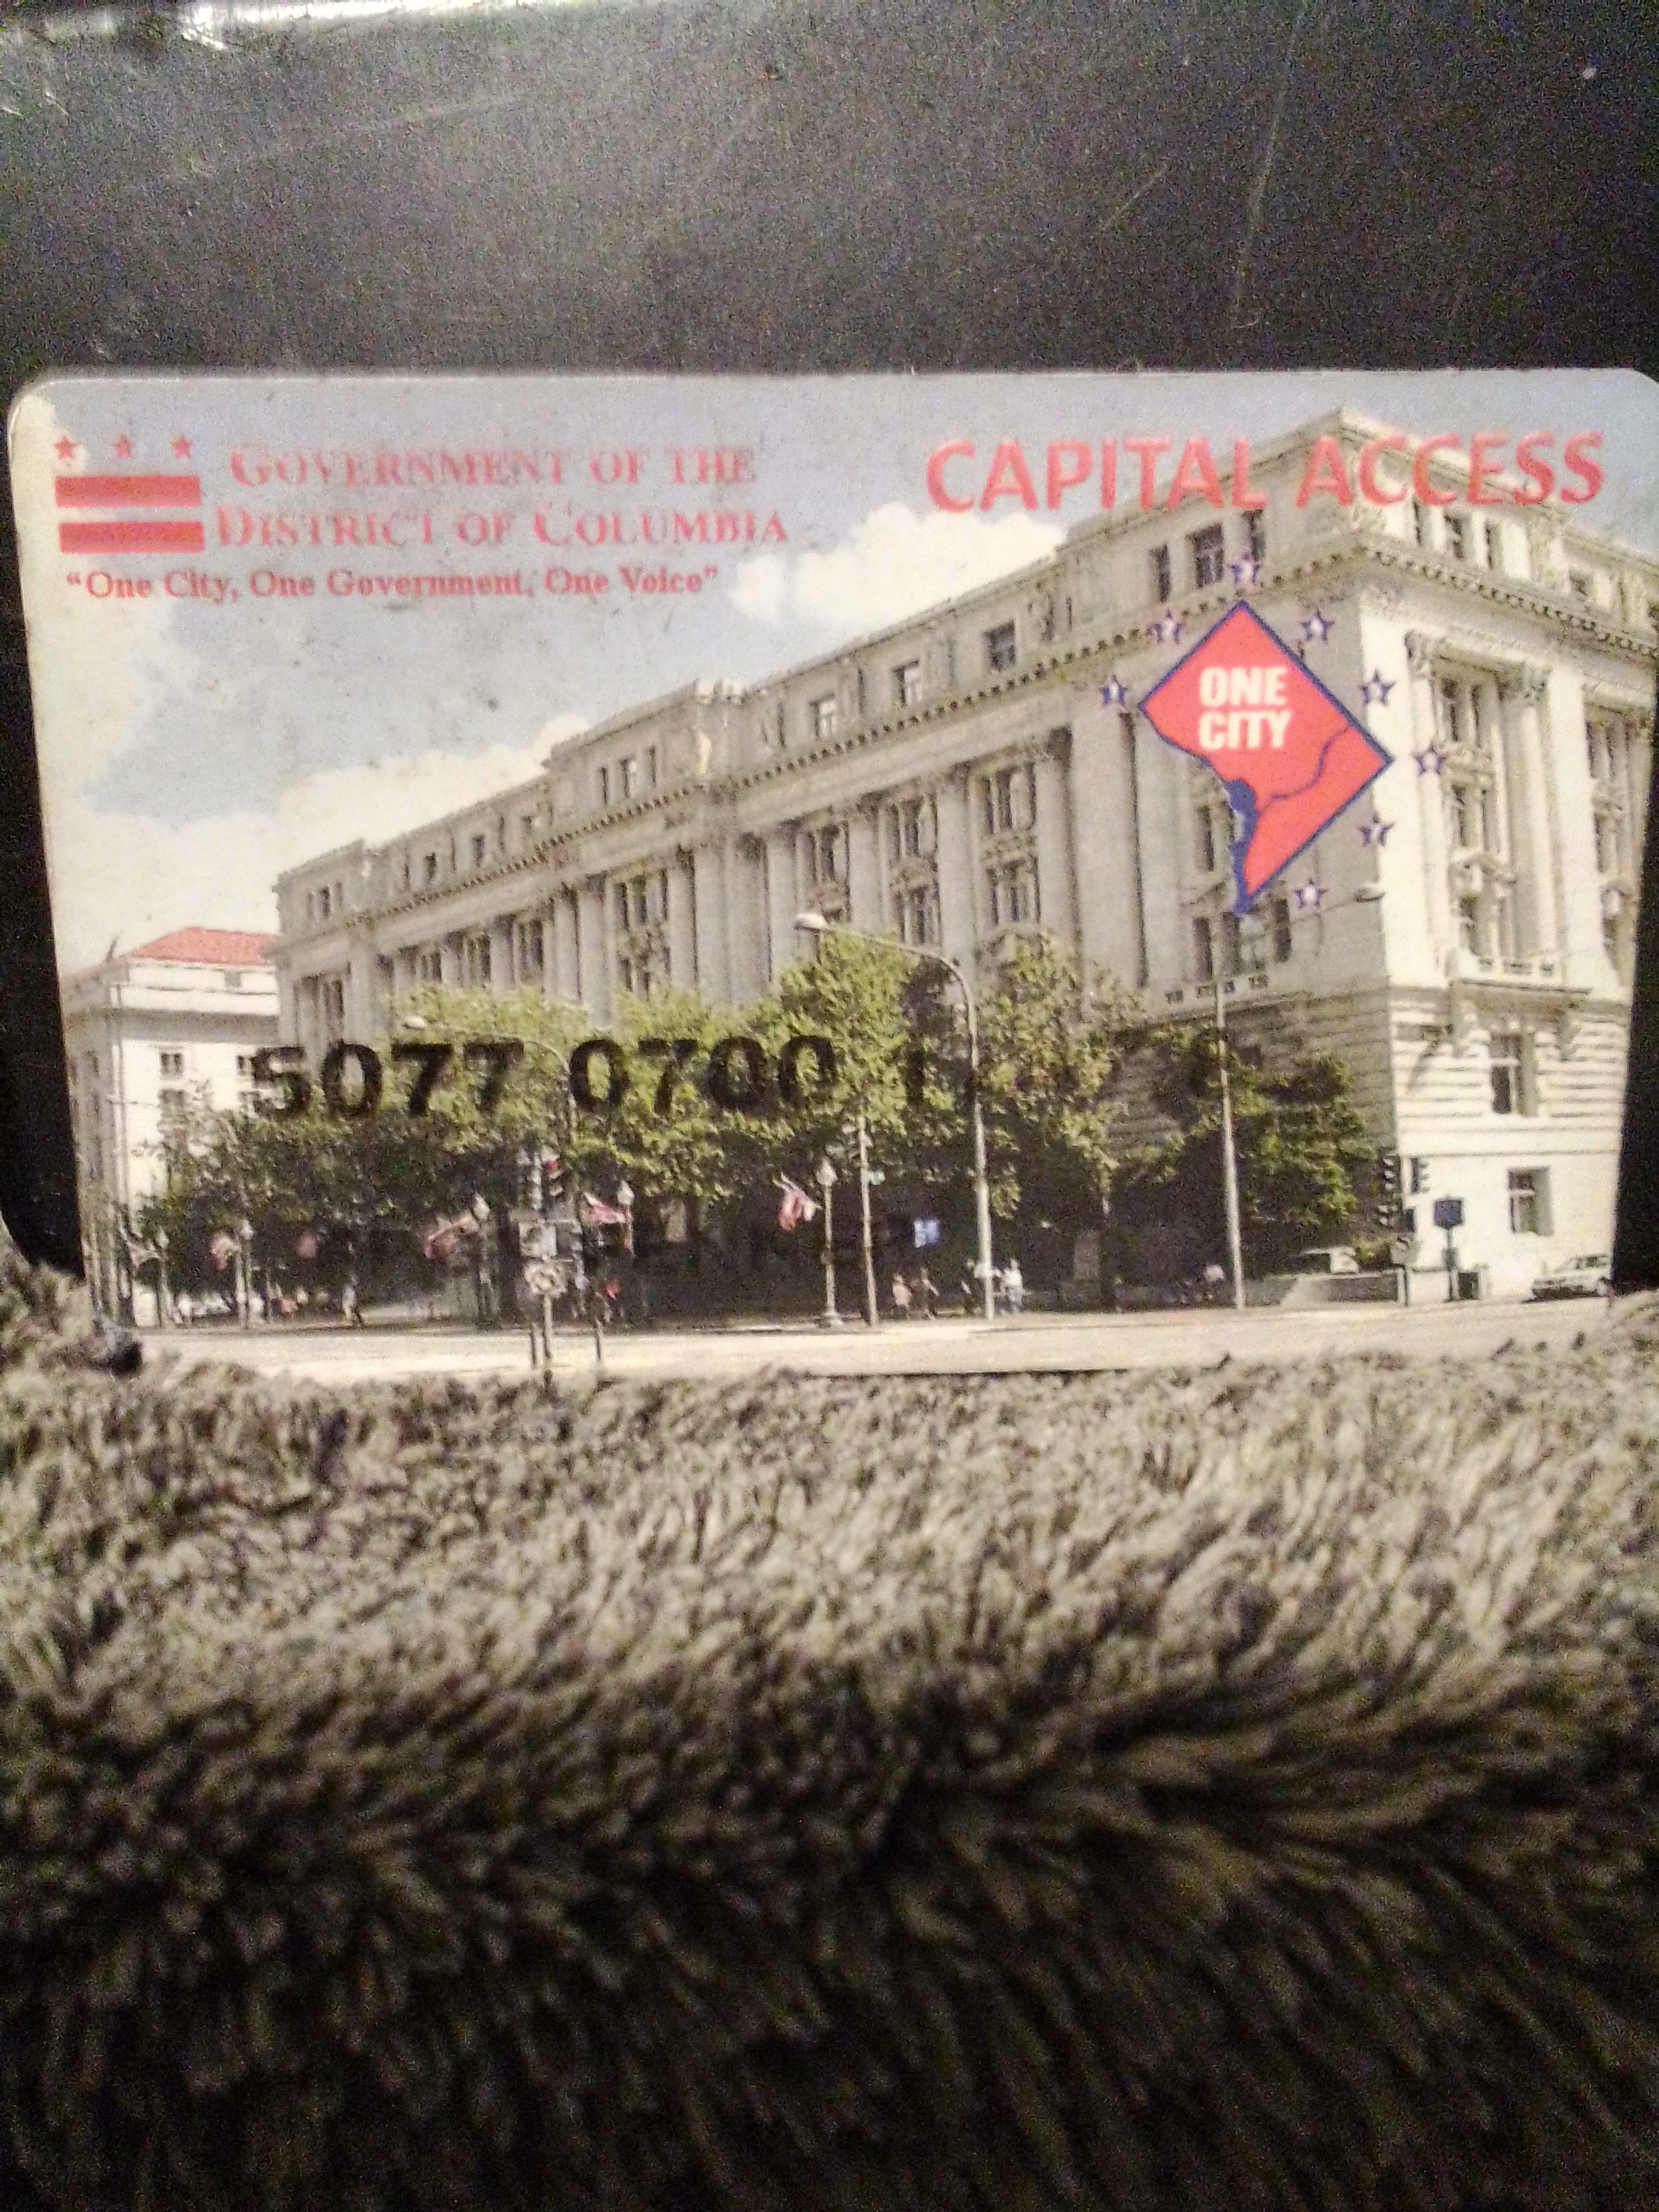 GOVERNMENT OF THE
DISTRICT OF COLUMBIA
"One City, One Government, One Voice"
CAPITAL ACCESS
ONE
CITY
5077 0700